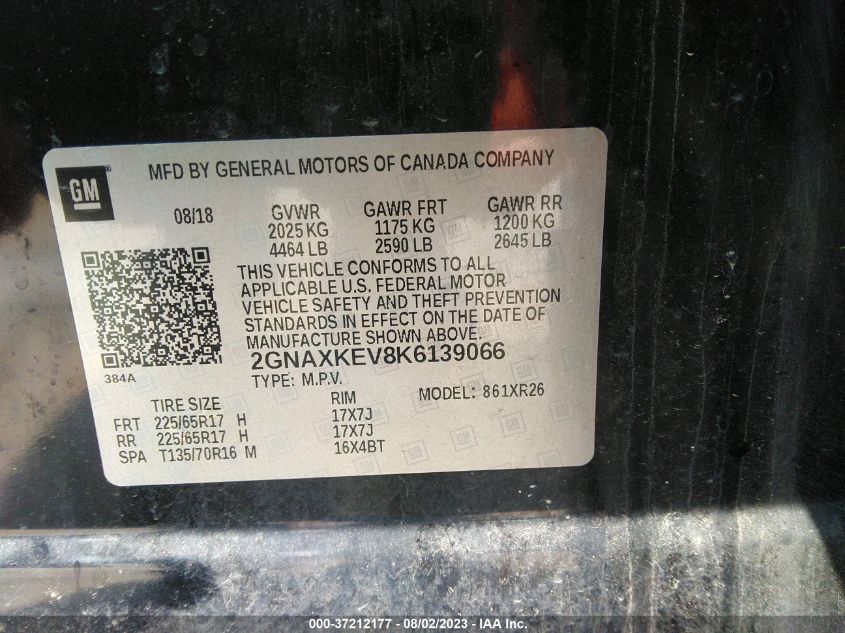 GM
MFD BY GENERAL MOTORS OF CANADA COMPANY
08/18 GVWR GAWR FRT GAWR RR
2025 KG 1175 KG 1200 KG
4464 LB 2590 LB 2645 LB
THIS VEHICLE CONFORMS TO ALL
APPLICABLE U.S. FEDERAL MOTOR
VEHICLE SAFETY AND THEFT PREVENTION
STANDARDS IN EFFECT ON THE DATE OF
MANUFACTURE SHOWN ABOVE.
2GNAXKEV8K6139066
384A
TYPE: M.P.V. MODEL: 861XR26
TIRE SIZE RIM
FRT 225/65R17 H 17X7J
RR 225/65R17 H 17X7J
SPA T135/70R16 M 16X4BT
000-37212177 - 08/02/2023 - IAA Inc.